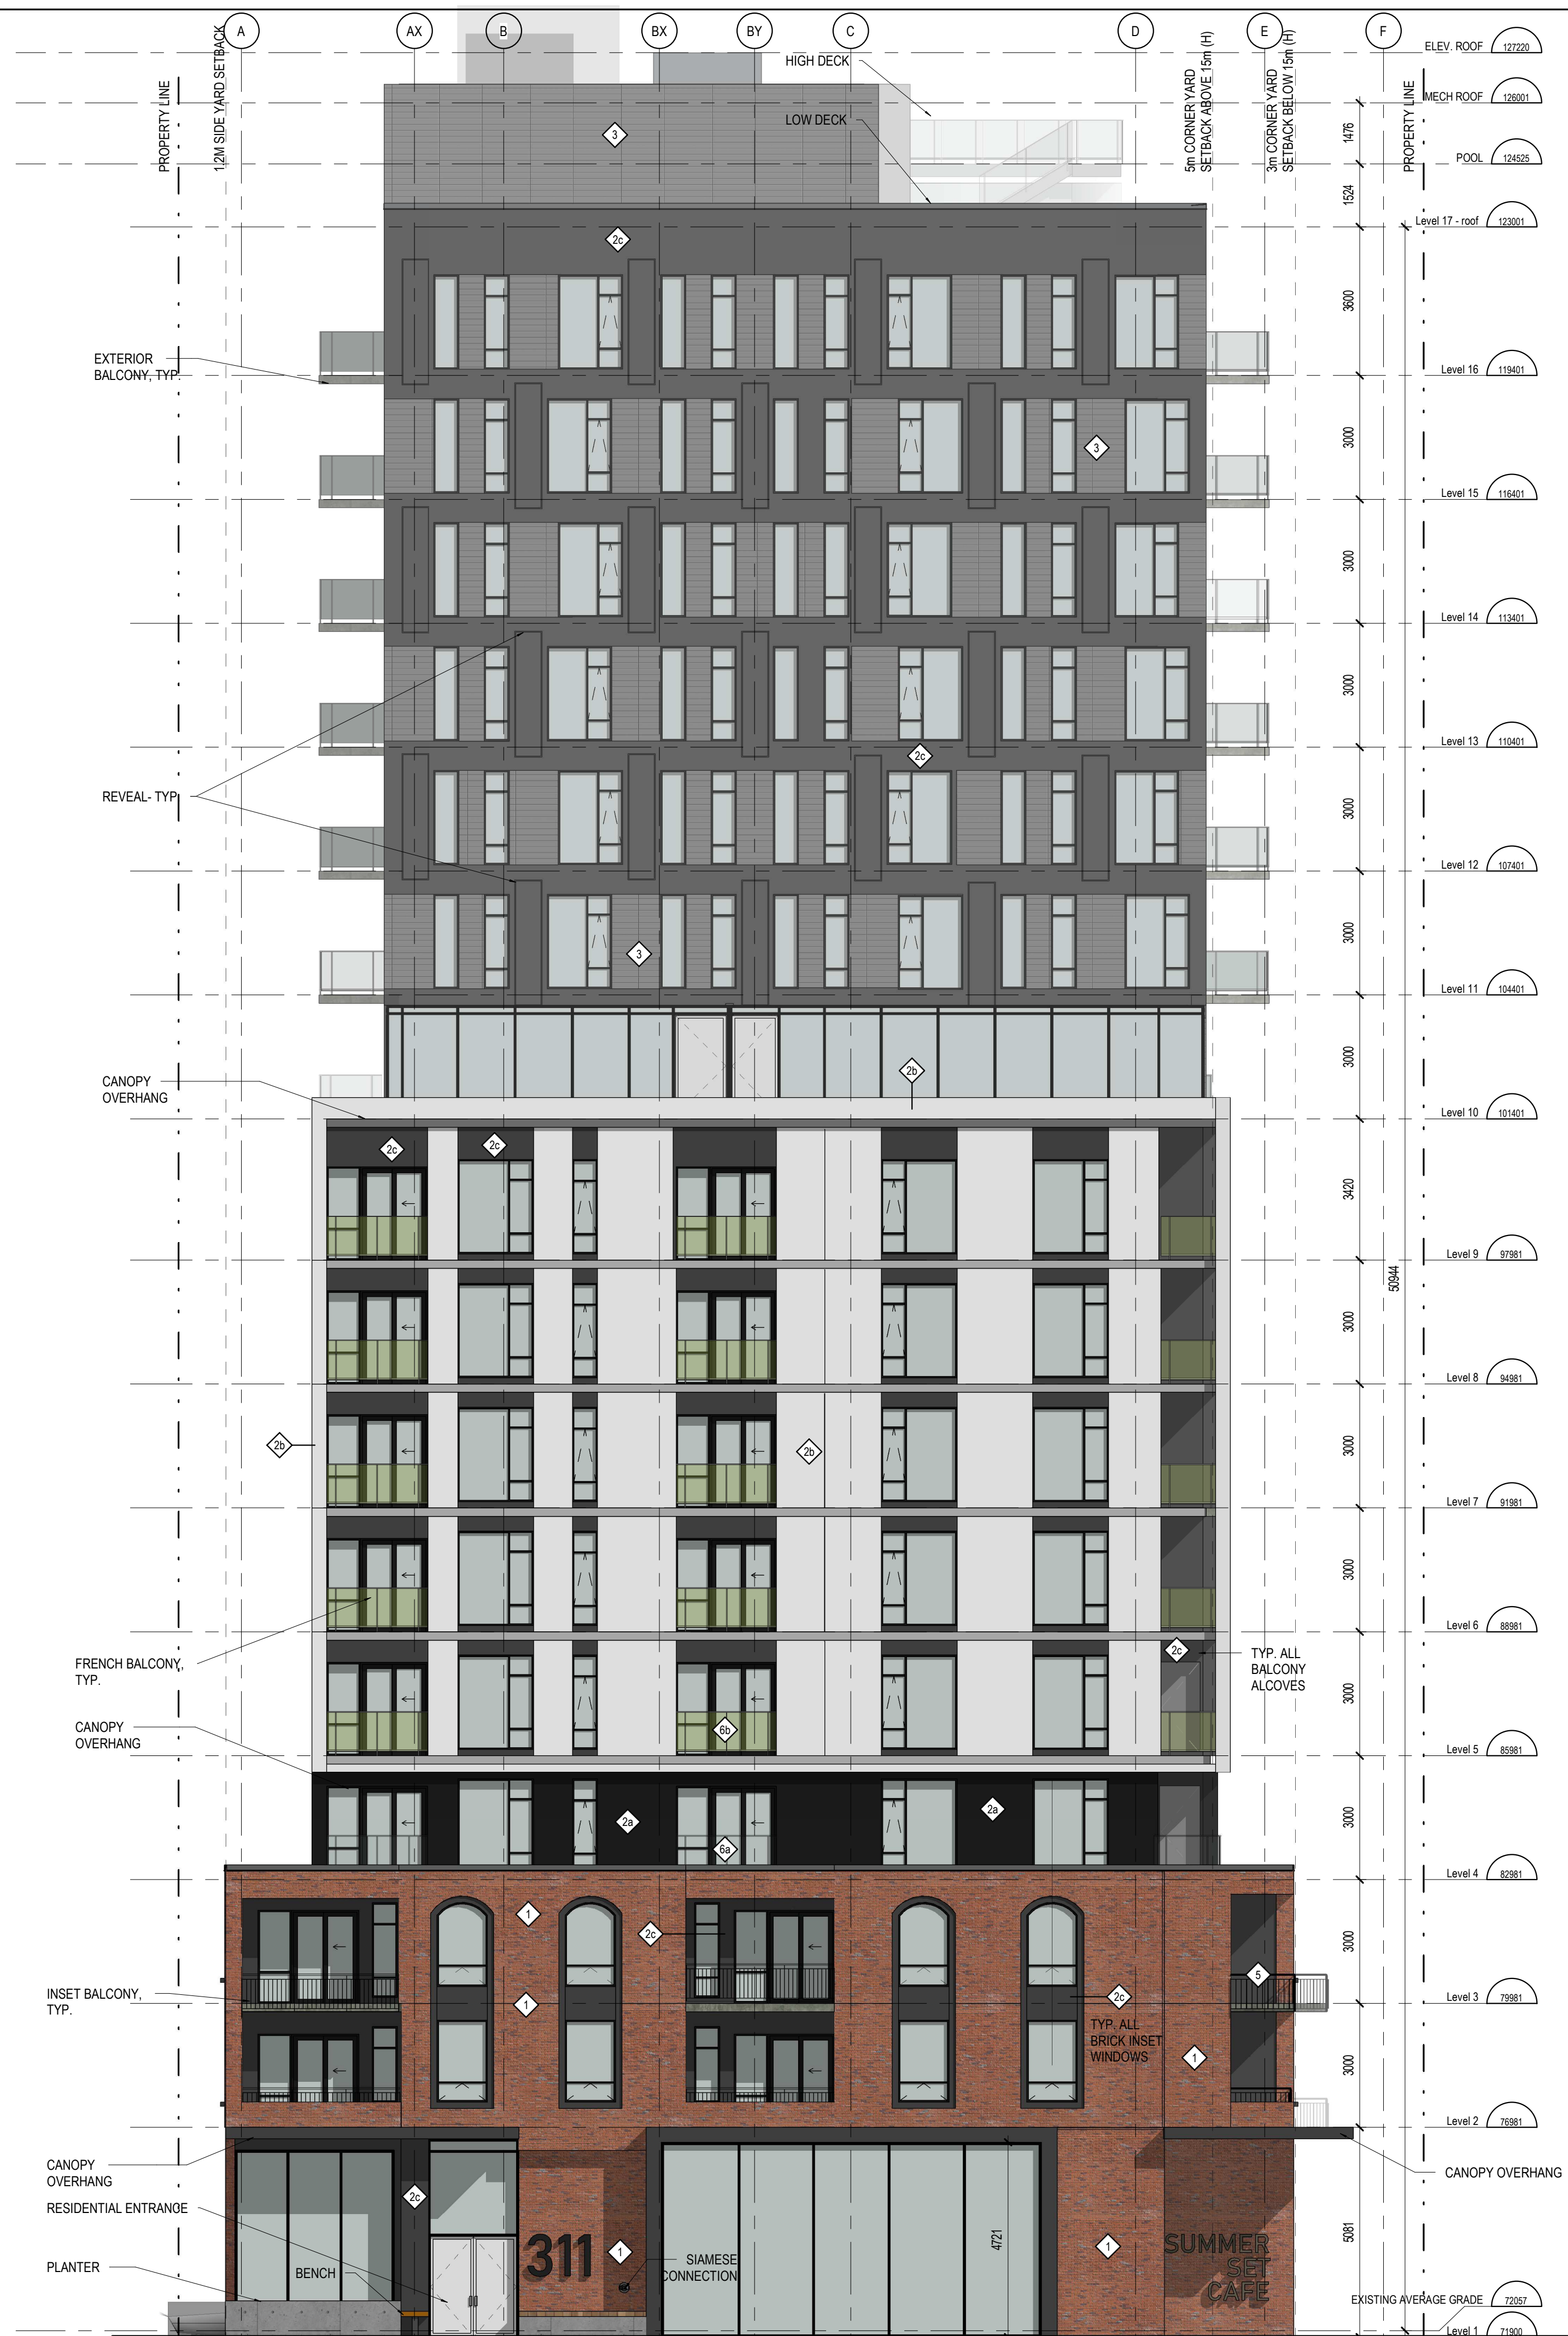 A
AX
B
BX
BY
C
D
E
F
PROPERTY LINE
1.2M SIDE YARD SETBACK
HIGH DECK
LOW DECK
5m CORNER YARD
SETBACK ABOVE 15m (H)
3m CORNER YARD
SETBACK BELOW 15m (H)
PROPERTY LINE
ELEV. ROOF 127220
MECH ROOF 126001
1476
POOL 124525
1524
Level 17 - roof 123001
3
2c
3600
EXTERIOR
BALCONY, TYP.
Level 16 119401
3
3000
Level 15 116401
3000
Level 14 113401
3000
2c
Level 13 110401
REVEAL- TYP
3000
Level 12 107401
3
3000
Level 11 104401
3000
CANOPY
OVERHANG
2b
Level 10 101401
2c
2c
3420
Level 9 97981
50944
3000
Level 8 94981
2b
2b
3000
Level 7 91981
3000
Level 6 88981
FRENCH BALCONY,
TYP.
2c
TYP. ALL
BALCONY
ALCOVES
3000
CANOPY
OVERHANG
6b
Level 5 85981
2a
2a
6a
3000
Level 4 82981
1
2c
3000
5
INSET BALCONY,
TYP.
1
2c
Level 3 79981
TYP. ALL
BRICK INSET
WINDOWS
1
3000
Level 2 76981
CANOPY
OVERHANG
CANOPY OVERHANG
2c
RESIDENTIAL ENTRANCE
311
1
4721
1
SUMMER
SET
CAFE
5081
PLANTER
BENCH
SIAMESE
CONNECTION
EXISTING AVERAGE GRADE 72057
Level 1 71900